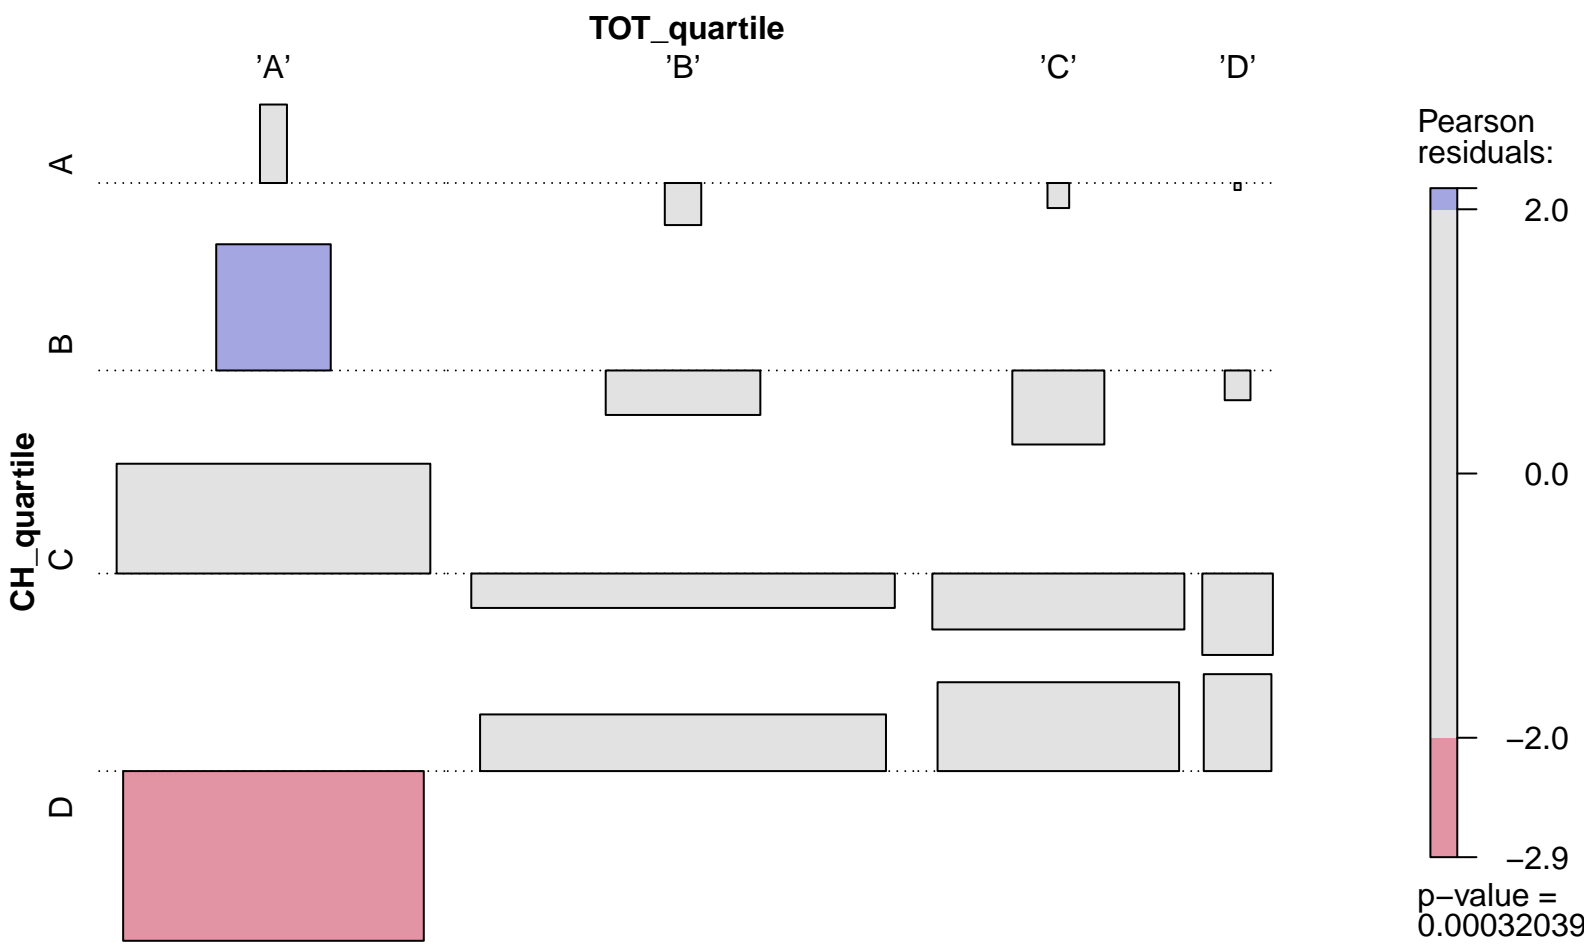 TOT_quartile
’A’ ’B’ ’C’ ’D’
CH_quartile
A
B
C
D
Pearson
residuals:
2.0
0.0
−2.0
−2.9
p−value =
0.00032039